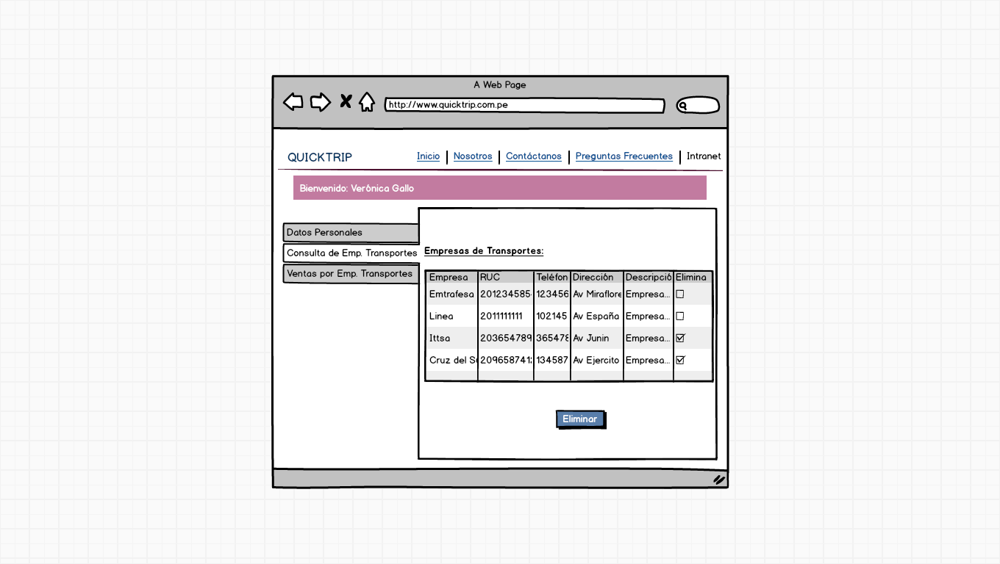 A Web Page
http://www.quicktrip.com.pe
QUICKTRIP Inicio Nosotros Contáctanos Preguntas Frecuentes Intranet
Bienvenido: Verónica Gallo
Datos Personales
Consulta de Emp. Transportes
Ventas por Emp. Transportes
Empresas de Transportes:
Empresa RUC Teléfon Dirección Descripció Elimina
Emtrafesa 201234585 123456 Av Miraflore Empresa...
Linea 2011111111 102145 Av España Empresa...
Ittsa 203654789 365478 Av Junin Empresa...
Cruz del Su 209658741 134587 Av Ejercito Empresa...
Eliminar